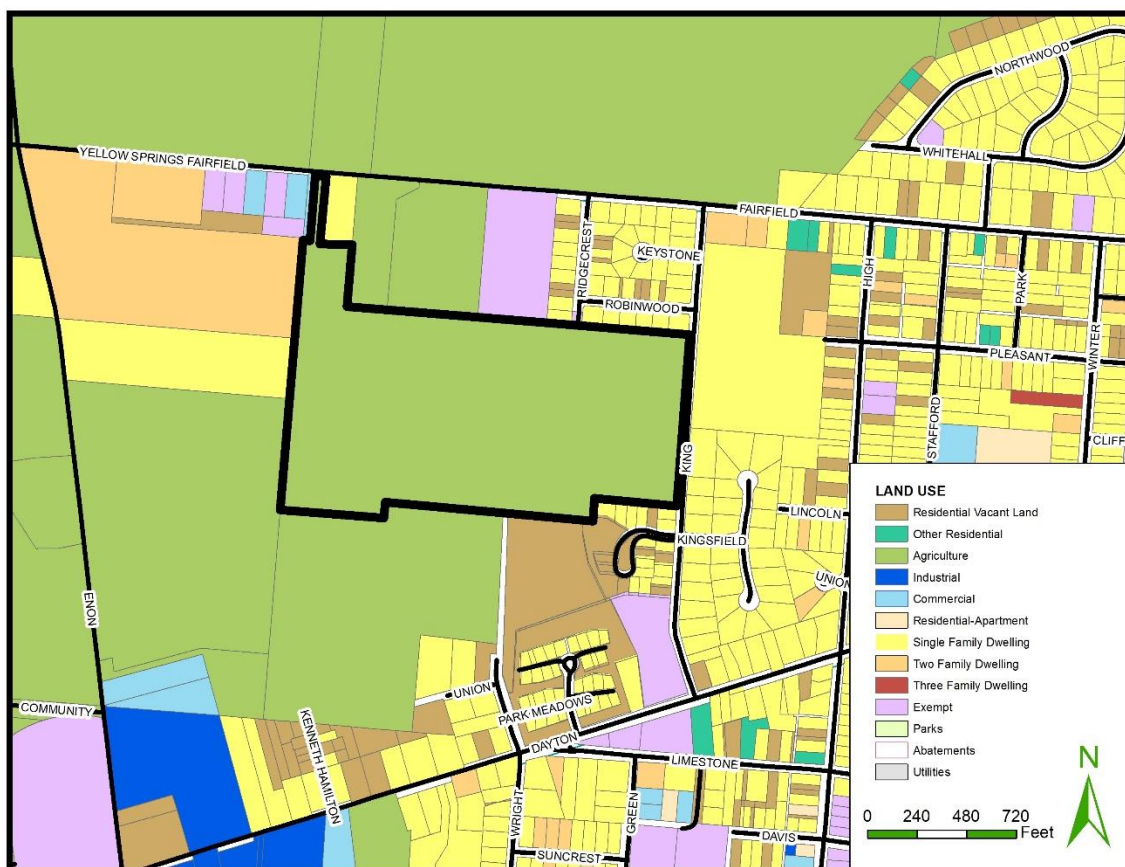 NORTHWOOD
YELLOW SPRINGS FAIRFIELD
WHITEHALL
FAIRFIELD
RIDGECREST
KEYSTONE
HIGH
PARK
ROBINWOOD
WINTER
PLEASANT
STAFFORD
KING
CLIFF
LAND USE
Residential Vacant Land
Other Residential
Agriculture
Industrial
Commercial
Residential-Apartment
Single Family Dwelling
Two Family Dwelling
Three Family Dwelling
Exempt
Parks
Abatements
Utilities
LINCOLN
KINGSFIELD
UNION
ENON
UNION
PARK MEADOWS
COMMUNITY
KENNETH HAMILTON
DAYTON
LIMESTONE
WRIGHT
GREEN
DAVIS
SUNCREST
N
0 240 480 720
Feet